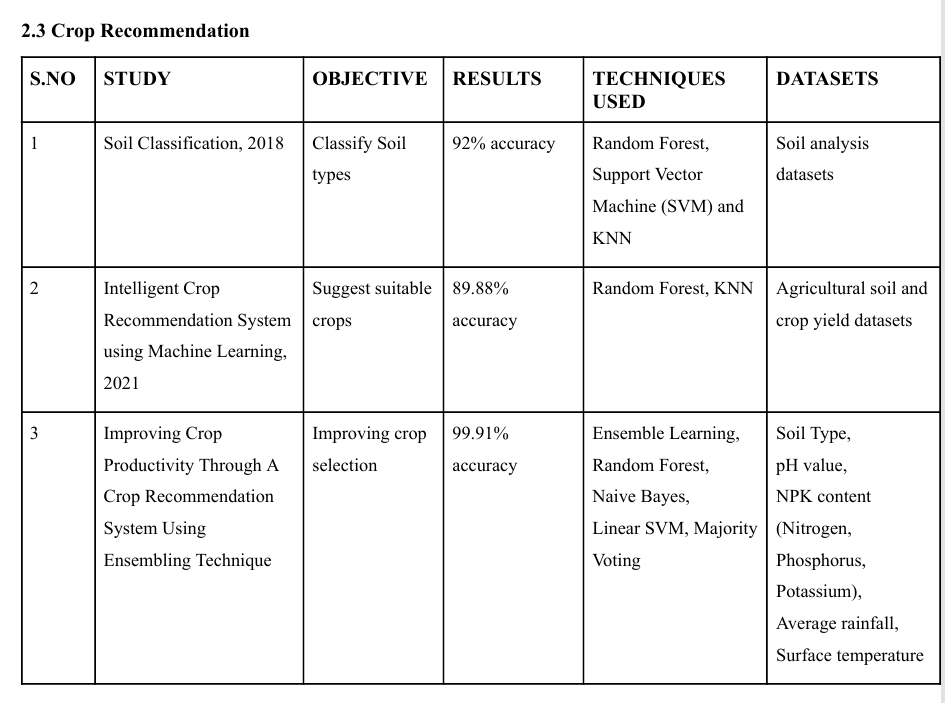 2.3 Crop Recommendation
S.NO
STUDY
OBJECTIVE
RESULTS
TECHNIQUES
USED
DATASETS
1
Soil Classification, 2018
Classify Soil
types
92% accuracy
Random Forest,
Support Vector
Machine (SVM) and
KNN
Soil analysis
datasets
2
Intelligent Crop
Recommendation System
using Machine Learning,
2021
Suggest suitable
crops
89.88%
accuracy
Random Forest, KNN
Agricultural soil and
crop yield datasets
3
Improving Crop
Productivity Through A
Crop Recommendation
System Using
Ensembling Technique
Improving crop
selection
99.91%
accuracy
Ensemble Learning,
Random Forest,
Naive Bayes,
Linear SVM, Majority
Voting
Soil Type,
pH value,
NPK content
(Nitrogen,
Phosphorus,
Potassium),
Average rainfall,
Surface temperature